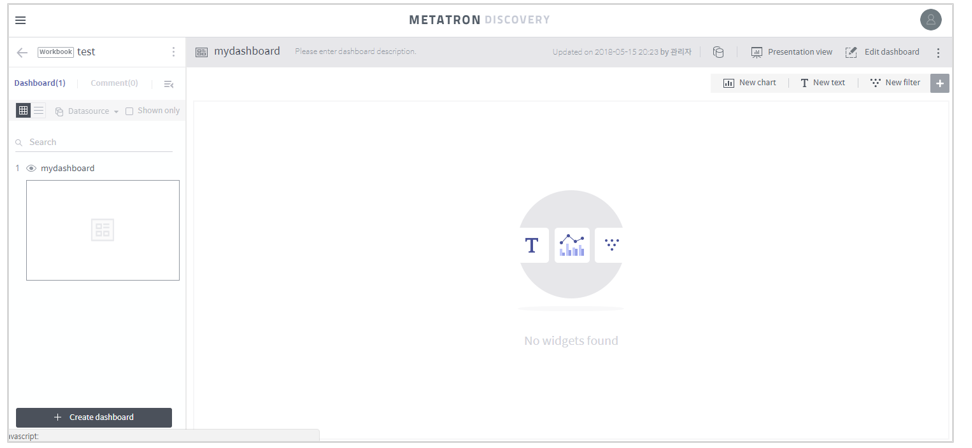 METATRON DISCOVERY
Workbook test
mydashboard Please enter dashboard description. Updated on 2018-05-15 20:23 by 관리자 Presentation view Edit dashboard
Dashboard(1) Comment(0)
New chart T New text New filter +
Datasource Shown only
Search
1 mydashboard
T
No widgets found
+ Create dashboard
avascript: